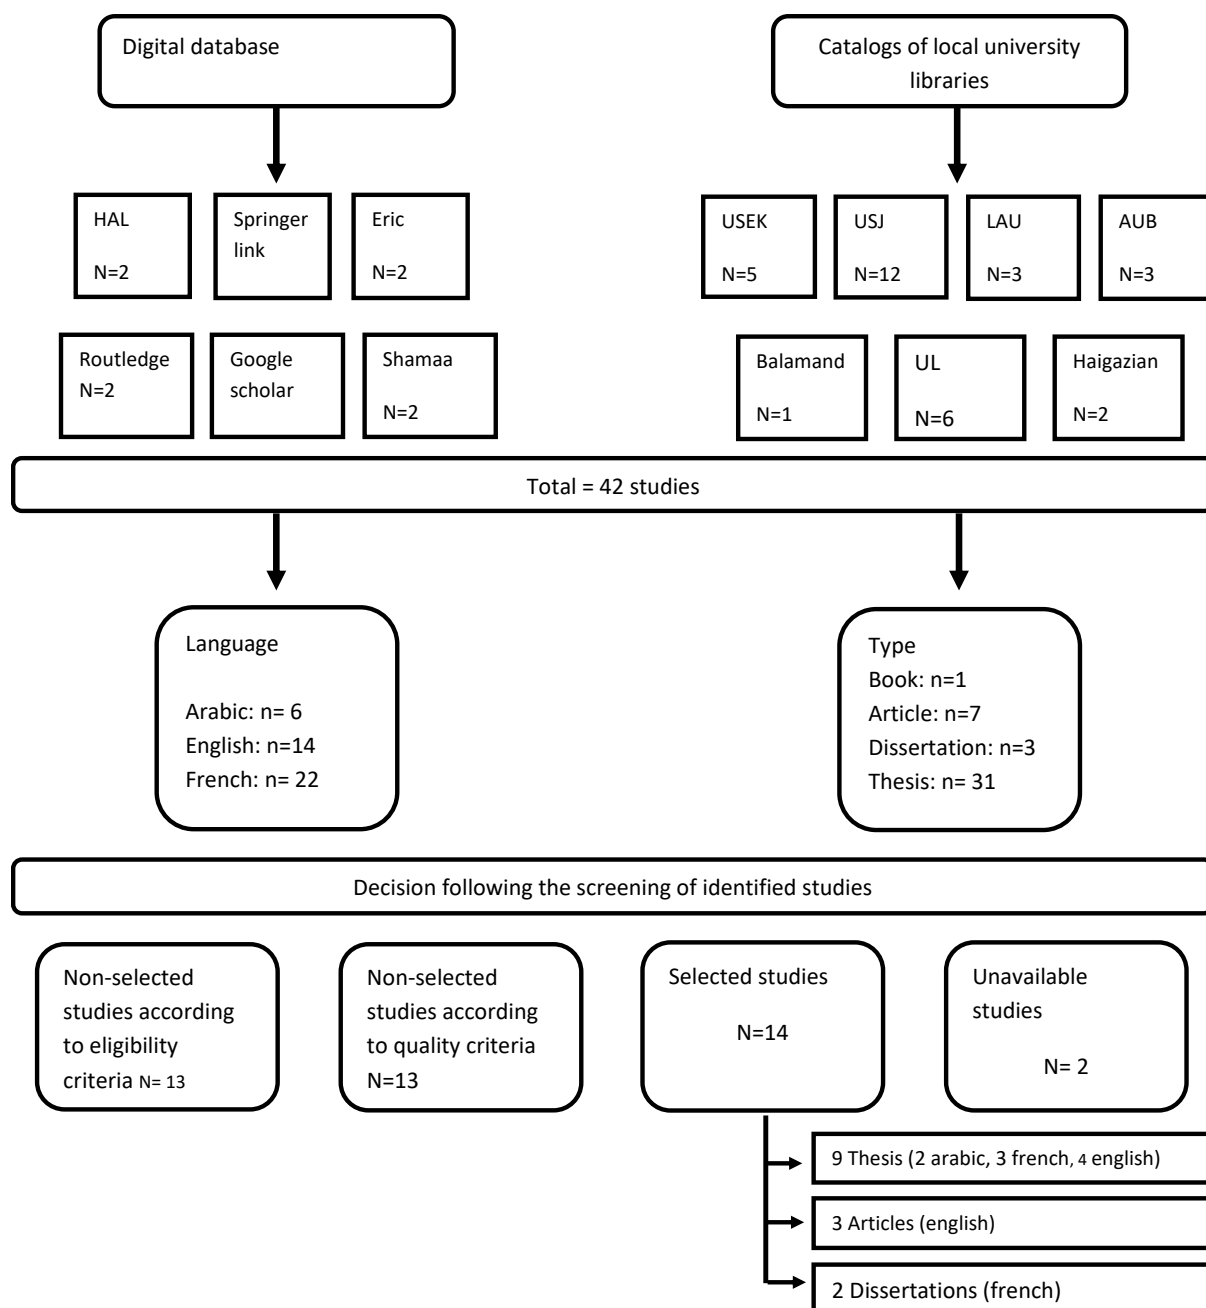 Digital database
Catalogs of local university
libraries
HAL
N=2
Springer
link
Eric
N=2
USEK
N=5
USJ
N=12
LAU
N=3
AUB
N=3
Routledge
N=2
Google
scholar
Shamaa
N=2
Balamand
N=1
UL
N=6
Haigazian
N=2
Total = 42 studies
Language
Arabic: n= 6
English: n=14
French: n= 22
Type
Book: n=1
Article: n=7
Dissertation: n=3
Thesis: n= 31
Decision following the screening of identified studies
Non-selected
studies according
to eligibility
criteria N= 13
Non-selected
studies according
to quality criteria
N=13
Selected studies
N=14
Unavailable
studies
N= 2
9 Thesis (2 arabic, 3 french, 4 english)
3 Articles (english)
2 Dissertations (french)